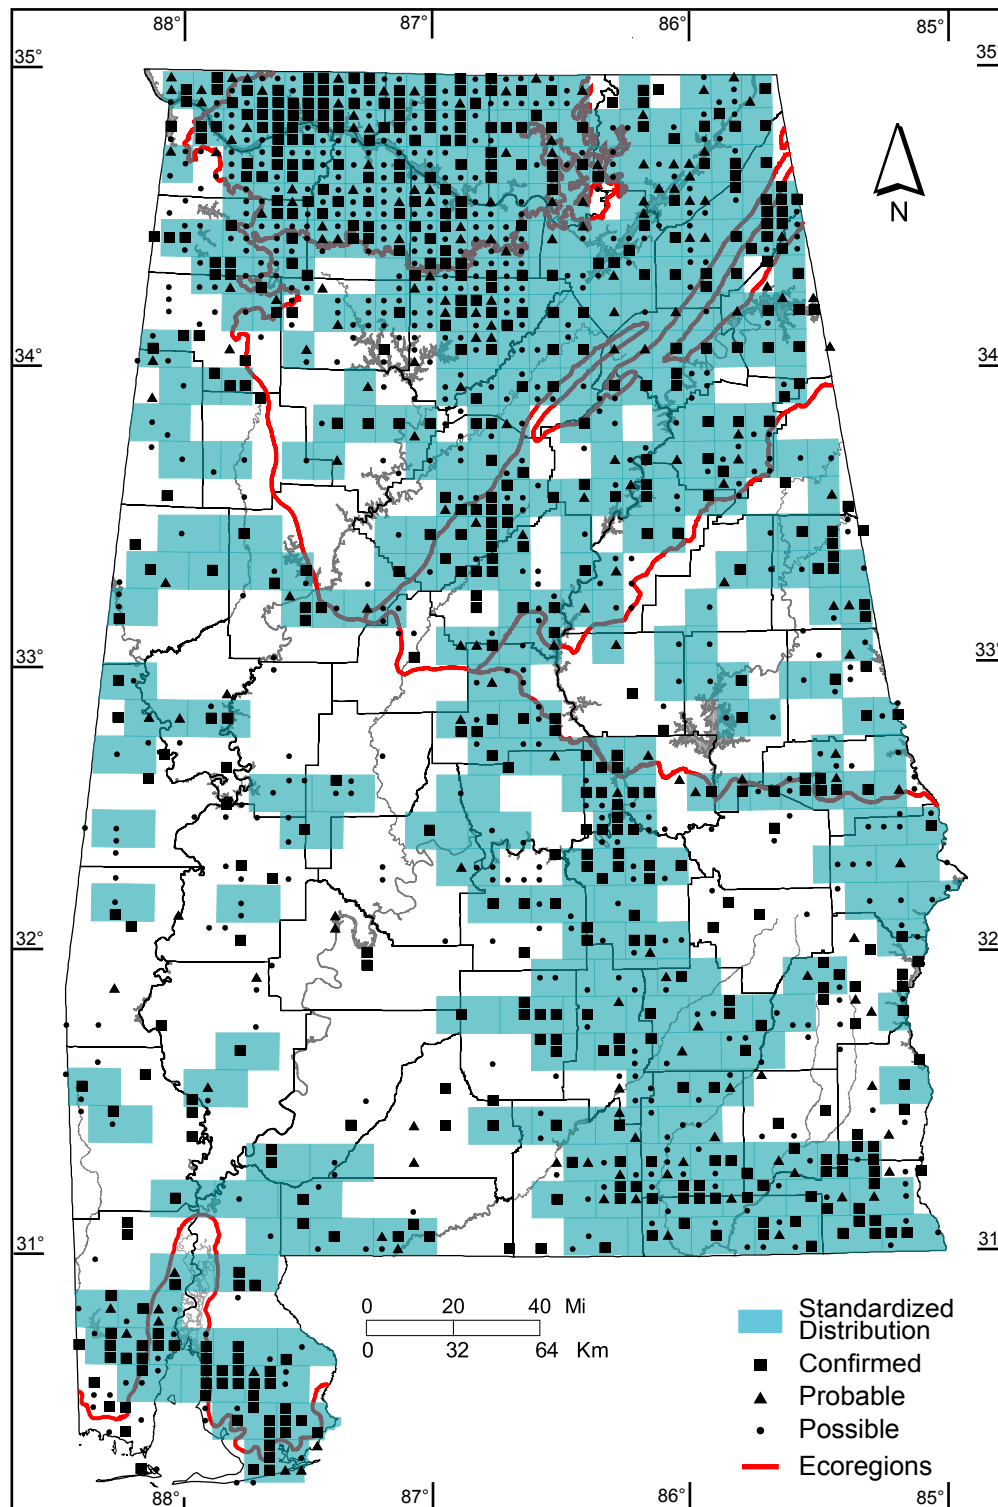 88° 87° 86° 85°
35° 35°
N
34° 34
33° 33°
32° 32
31° 31
0 20 40 Mi
0 32 64 Km
Standardized
Distribution
Confirmed
Probable
Possible
Ecoregions
88° 87° 86° 85°